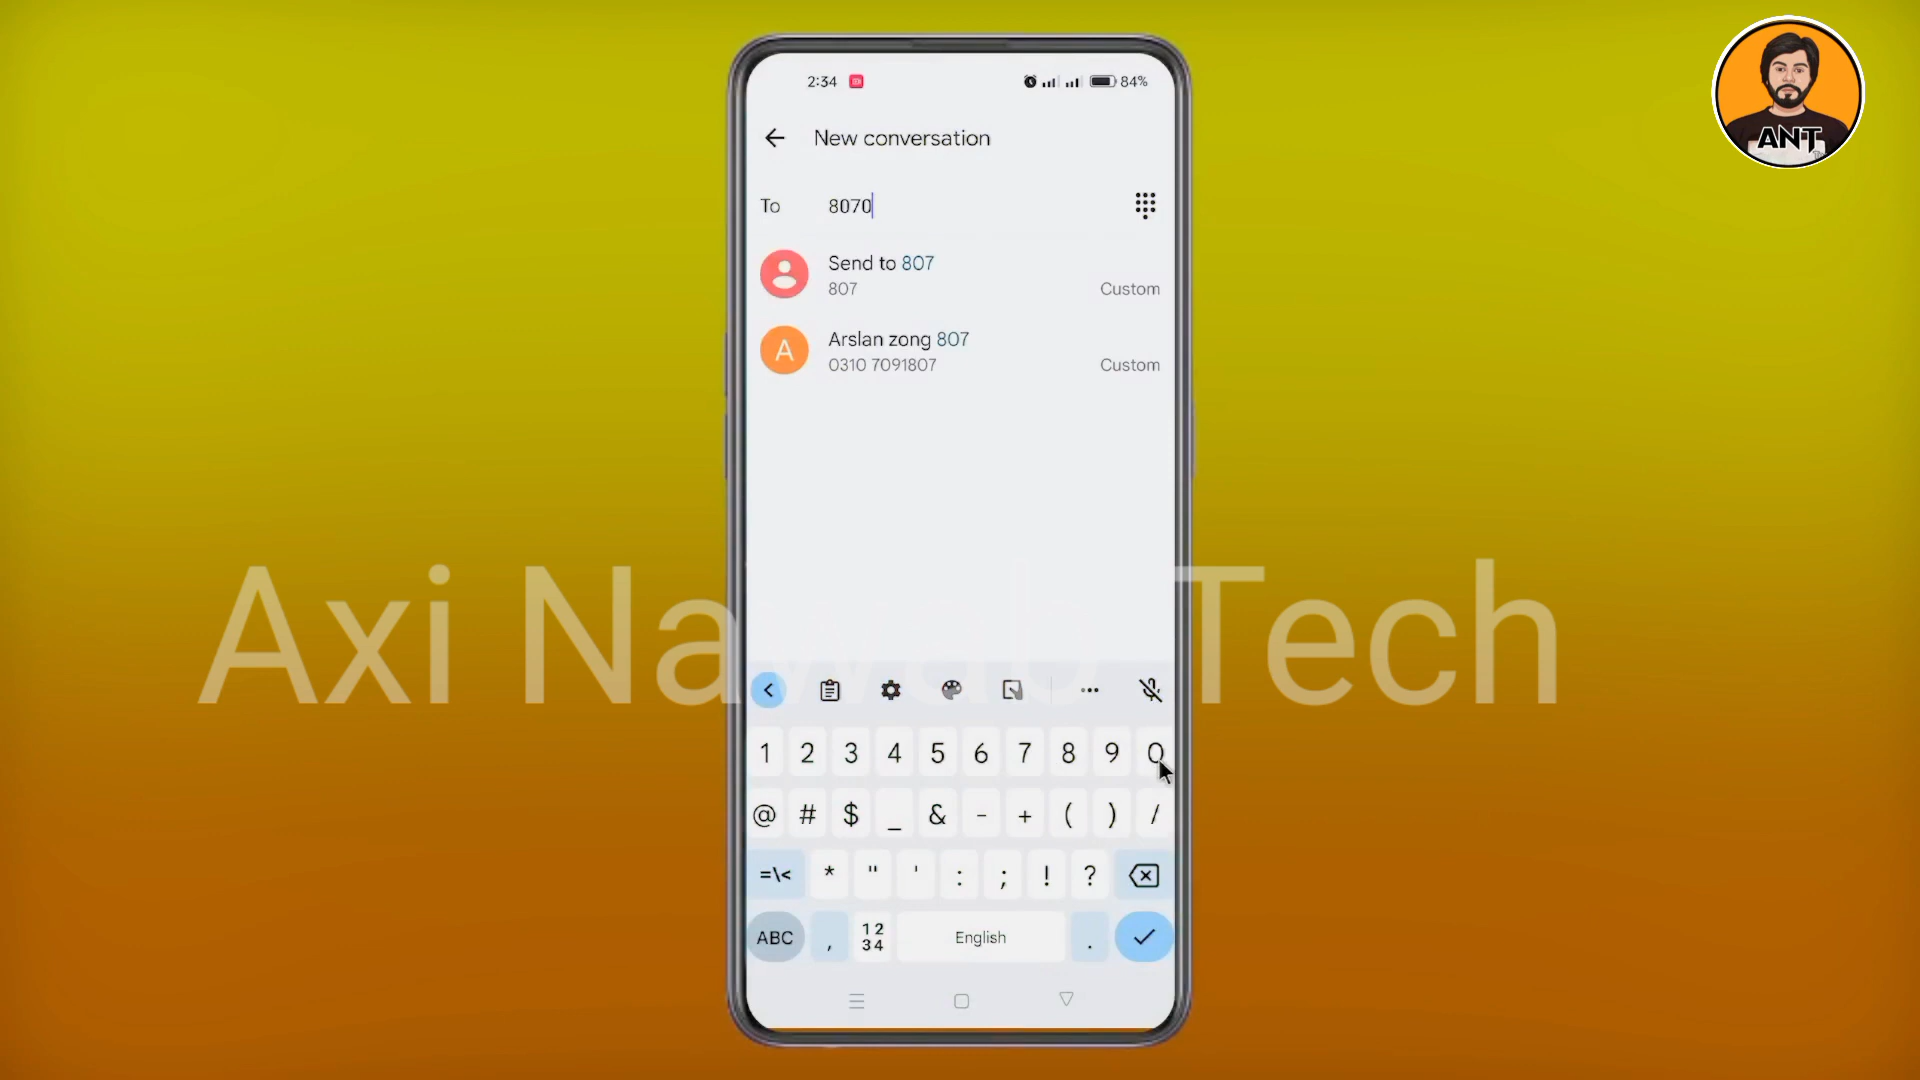 2:34
84%
ANT
New conversation
To 8070
Send to 807
807 Custom
Arslan zong 807
A
0310 7091807 Custom
Axi Nawab Tech
1 2 3 4 5 6 7 8 9 0
@ # $ _ & - + ( ) /
=\< * " ' : ; ! ?
ABC , 12 34 English .